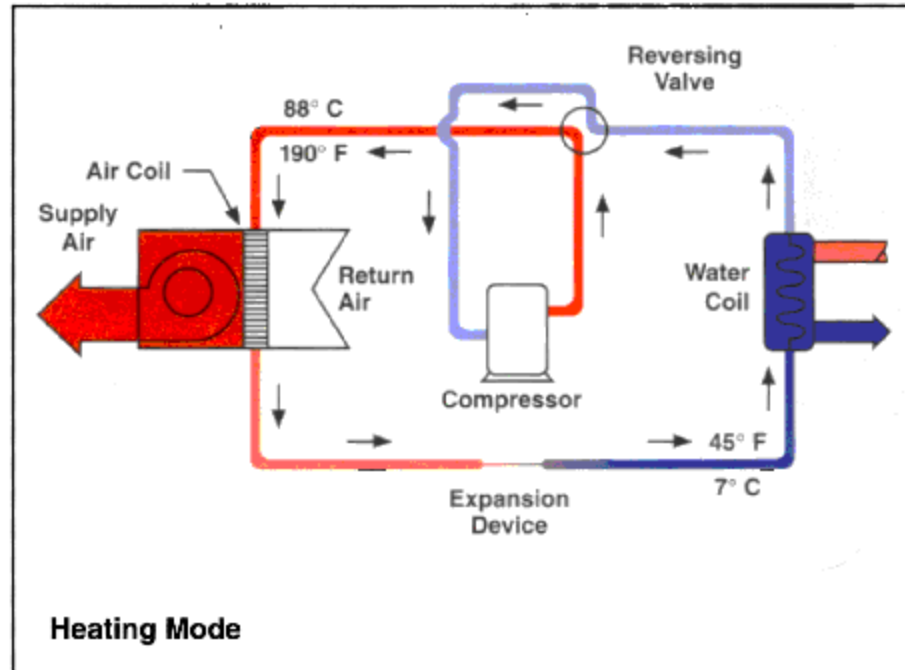 Reversing
Valve
88° C
190° F
Air Coil
Supply
Air
Return
Air
Water
Coil
Compressor
45° F
7° C
Expansion
Device
Heating Mode